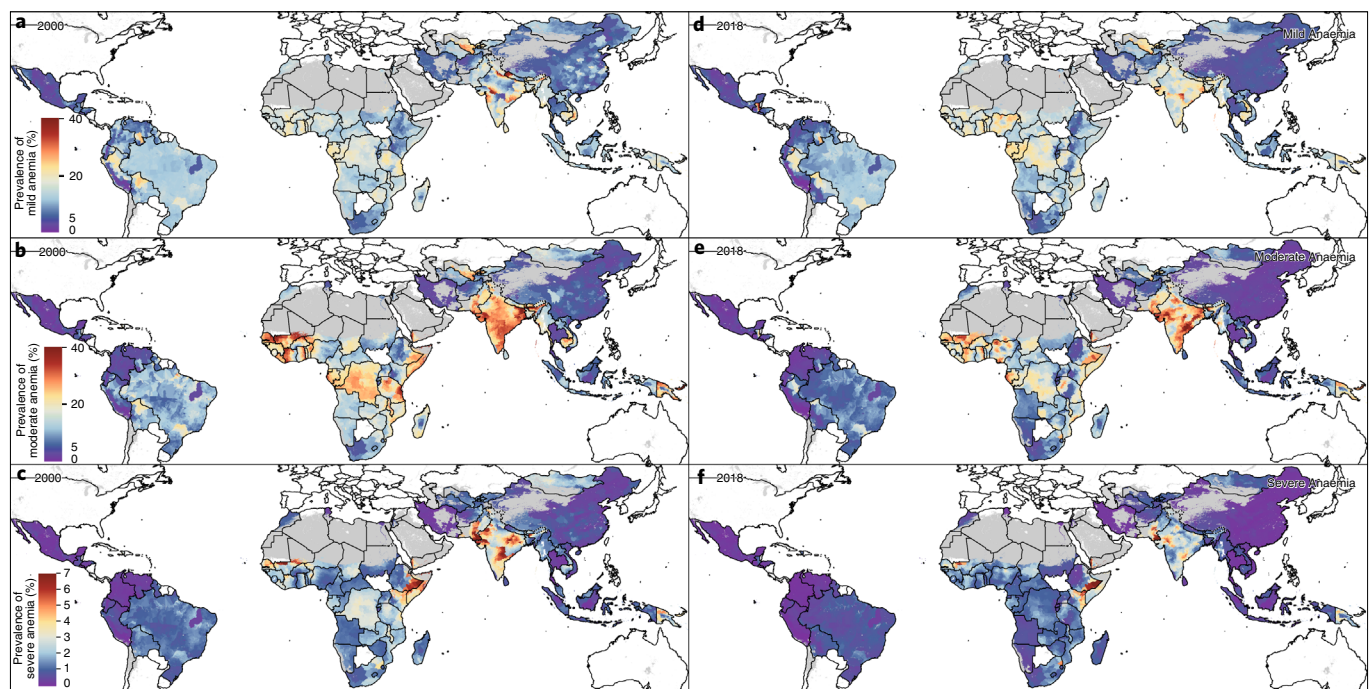 a
2000
Prevalence of
mild anemia (%)
40
20
5
0
d
2018
Mild Anaemia
b
2000
Prevalence of
moderate anemia (%)
40
20
5
0
e
2018
Moderate Anaemia
c
2000
Prevalence of
severe anemia (%)
7
6
5
4
3
2
1
0
f
2018
Severe Anaemia